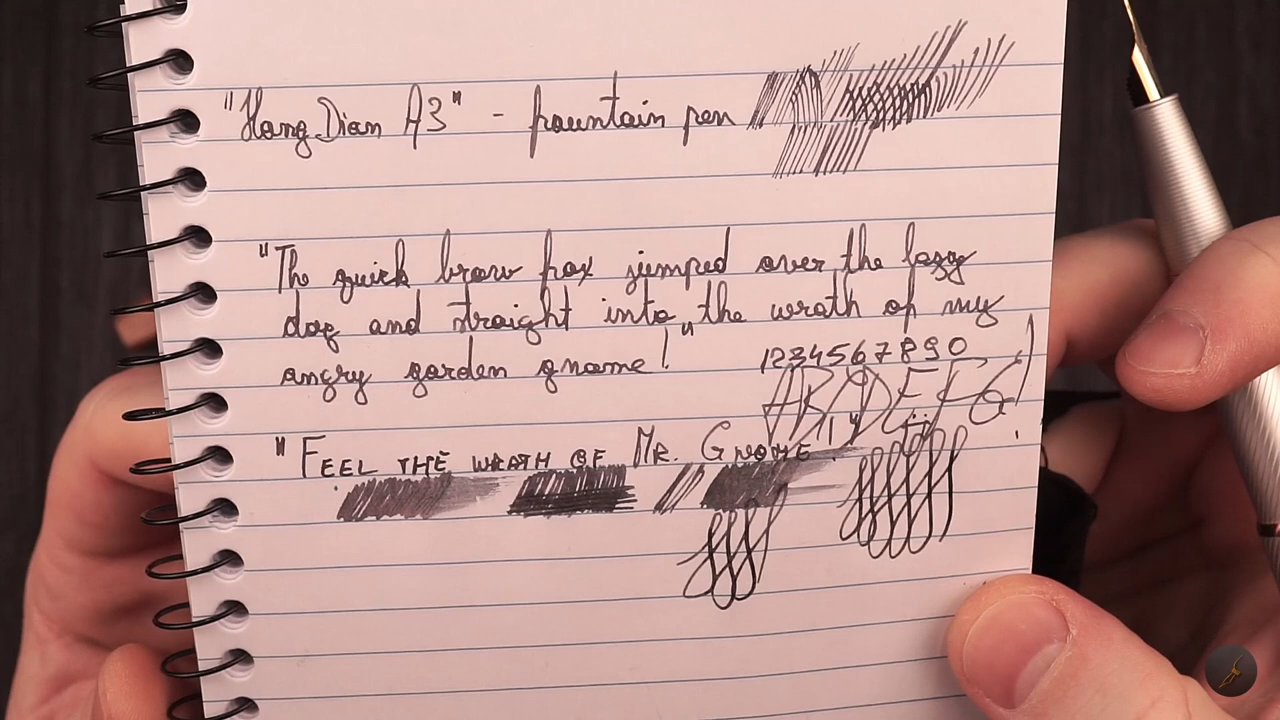 "Hong Dian A3" - fountain pen
"The quick brow fox jumped over the lazy
dog and straight into the wrath of my
angry garden gnome!"
1234567890
ABCDEFG
"Feel the wrath of Mr. Gnome!"